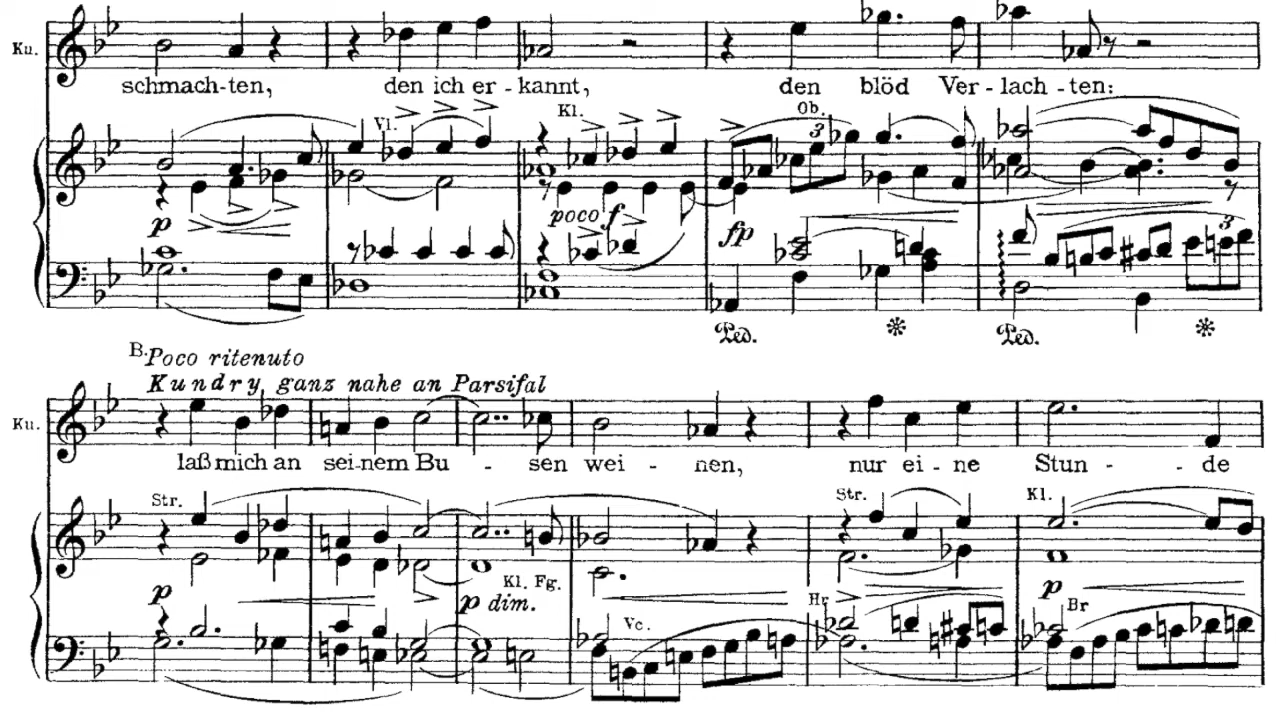 Ku.
schmach-ten, den ich er-kannt, den blöd Ver-lach-ten:
Vl. Kl. Ob. 3
p poco f fp
3
Ped. * Ped. *
B. Poco ritenuto
Kundry, ganz nahe an Parsifal
Ku.
laß mich an sei-nem Bu - sen wei - nen, nur ei - ne Stun - - de
Str. Str. Kl.
p Kl. Fg. p
p dim.
Vc. Hr Br